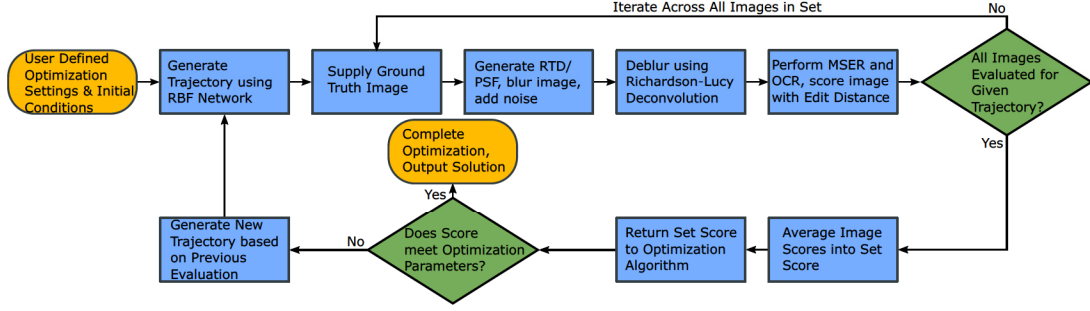 Iterate Across All Images in Set
No
User Defined
Optimization
Settings & Initial
Conditions
Generate
Trajectory using
RBF Network
Supply Ground
Truth Image
Generate RTD/
PSF, blur image,
add noise
Deblur using
Richardson-Lucy
Deconvolution
Perform MSER and
OCR, score image
with Edit Distance
All Images
Evaluated for
Given
Trajectory?
Yes
Complete
Optimization,
Output Solution
Yes
Generate New
Trajectory based
on Previous
Evaluation
No
Does Score
meet Optimization
Parameters?
Return Set Score
to Optimization
Algorithm
Average Image
Scores into Set
Score